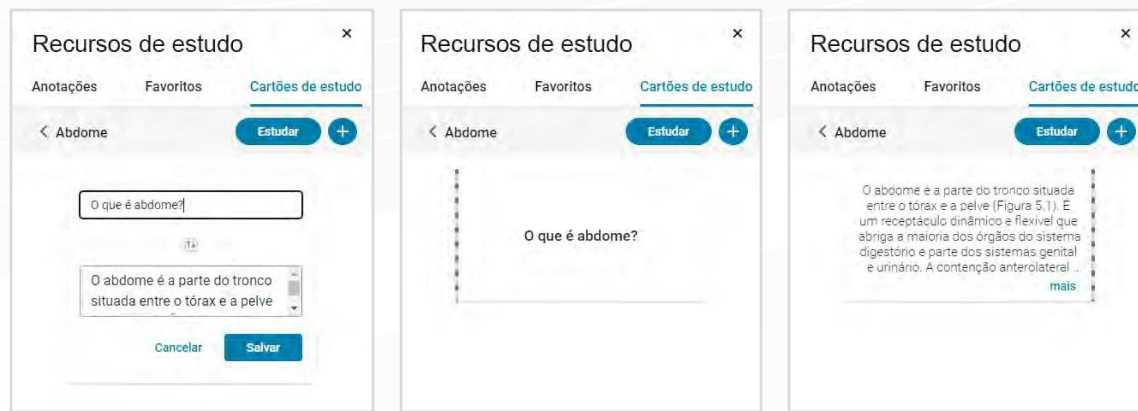 Recursos de estudo ×
Anotações Favoritos Cartões de estudo
< Abdome Estudar +
O que é abdome?
O abdome é a parte do tronco
situada entre o tórax e a pelve
Cancelar Salvar
Recursos de estudo ×
Anotações Favoritos Cartões de estudo
< Abdome Estudar +
O que é abdome?
Recursos de estudo ×
Anotações Favoritos Cartões de estudo
< Abdome Estudar +
O abdome é a parte do tronco situada
entre o tórax e a pelve (Figura 5.1). É
um receptáculo dinâmico e flexível que
abriga a maioria dos órgãos do sistema
digestório e parte dos sistemas genital
e urinário. A contenção anterolateral ...
mais